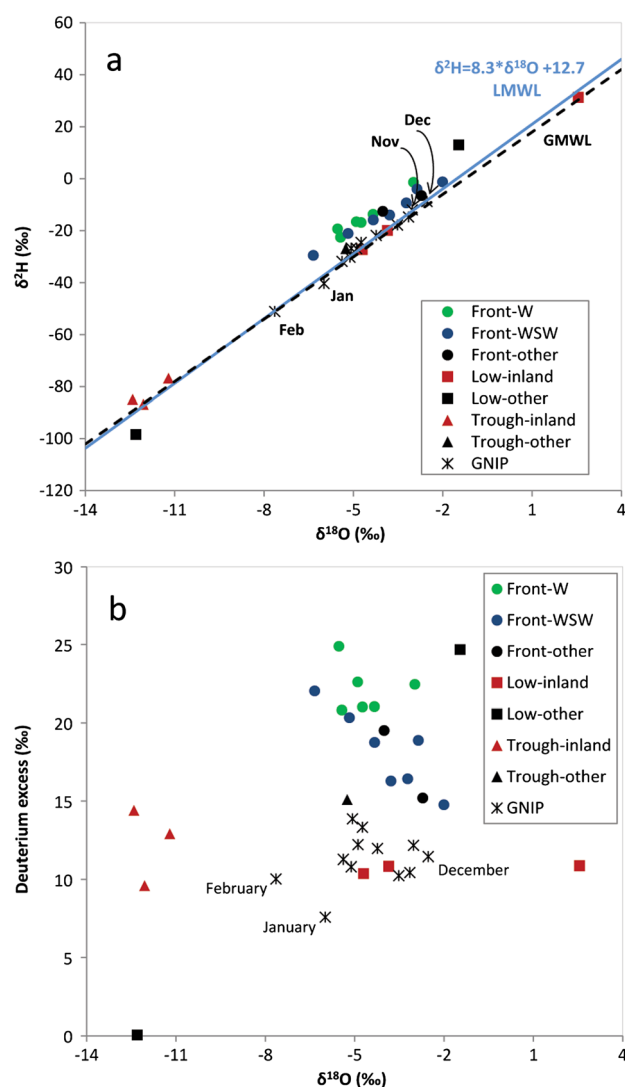 60
40
20
0
-20
-40
-60
-80
-100
-120
δ²H (‰)
a
δ²H=8.3*δ¹⁸O +12.7
LMWL
Dec
Nov
GMWL
Jan
Feb
Front-W
Front-WSW
Front-other
Low-inland
Low-other
Trough-inland
Trough-other
GNIP
-14 -11 -8 -5 -2 1 4
δ¹⁸O (‰)
30
25
20
15
10
5
0
Deuterium excess (‰)
b
Front-W
Front-WSW
Front-other
Low-inland
Low-other
Trough-inland
Trough-other
GNIP
February
December
January
-14 -11 -8 -5 -2 1 4
δ¹⁸O (‰)